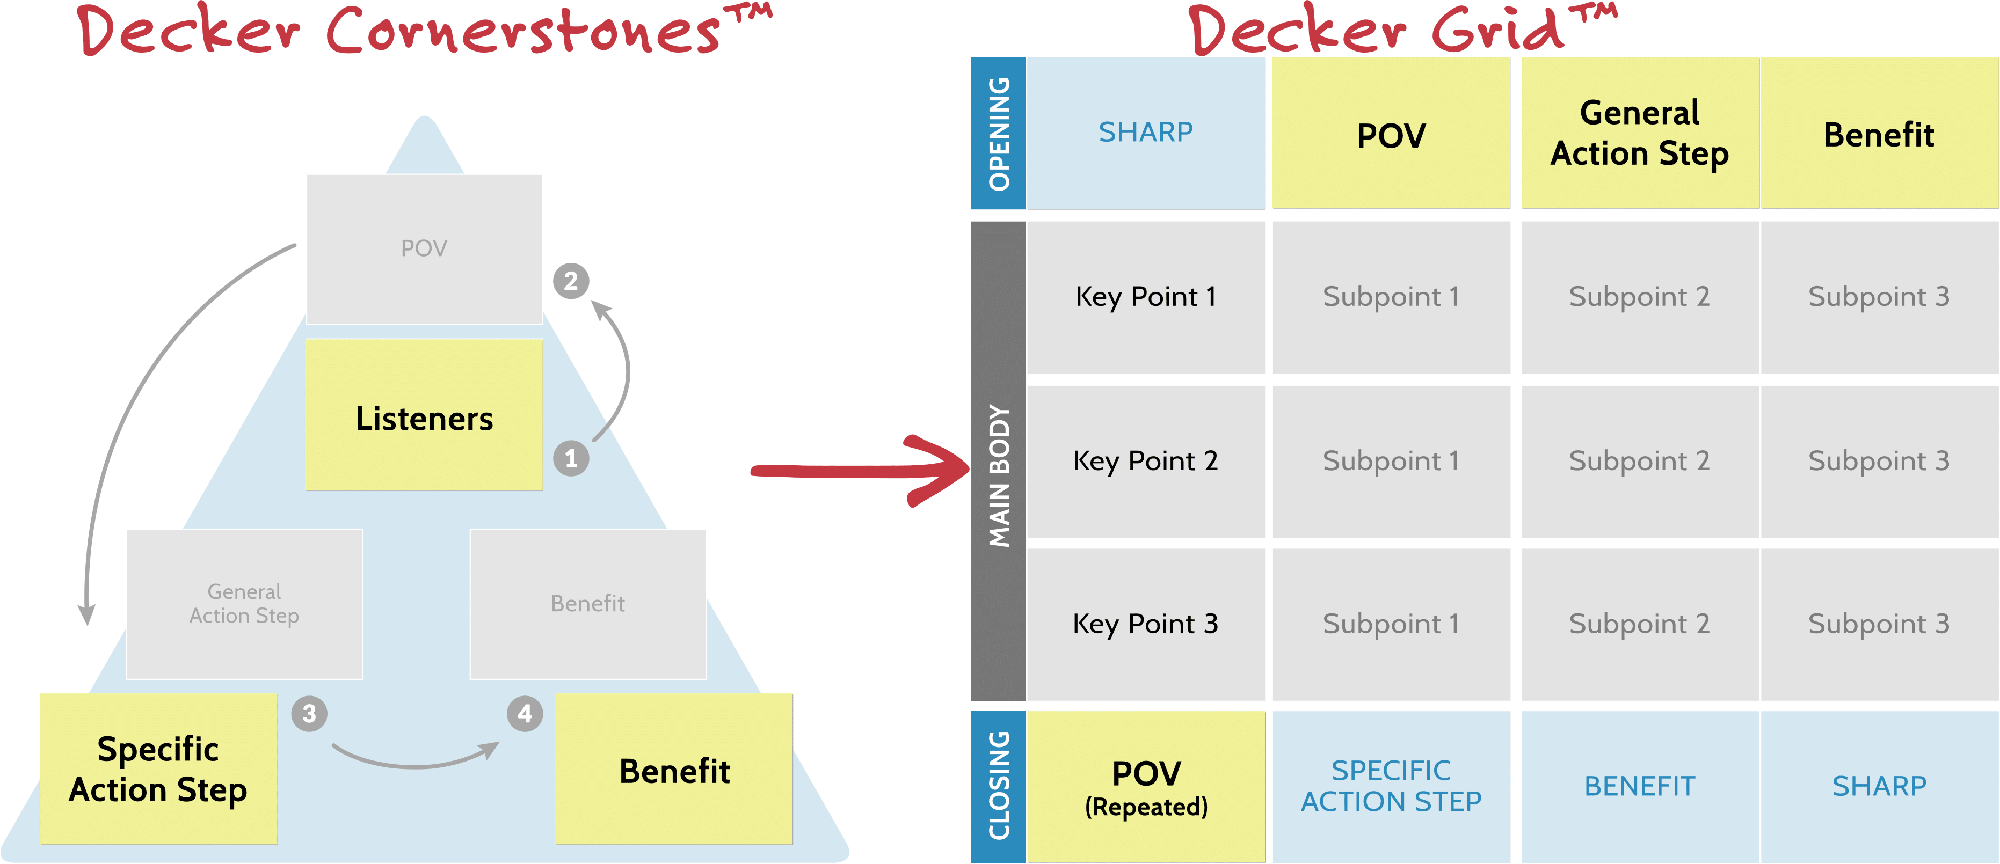 Decker Cornerstones™
POV
2
Listeners
1
General
Action Step
Benefit
3
4
Specific
Action Step
Benefit
Decker Grid™
OPENING
SHARP
POV
General
Action Step
Benefit
MAIN BODY
Key Point 1
Subpoint 1
Subpoint 2
Subpoint 3
Key Point 2
Subpoint 1
Subpoint 2
Subpoint 3
Key Point 3
Subpoint 1
Subpoint 2
Subpoint 3
CLOSING
POV
(Repeated)
SPECIFIC
ACTION STEP
BENEFIT
SHARP